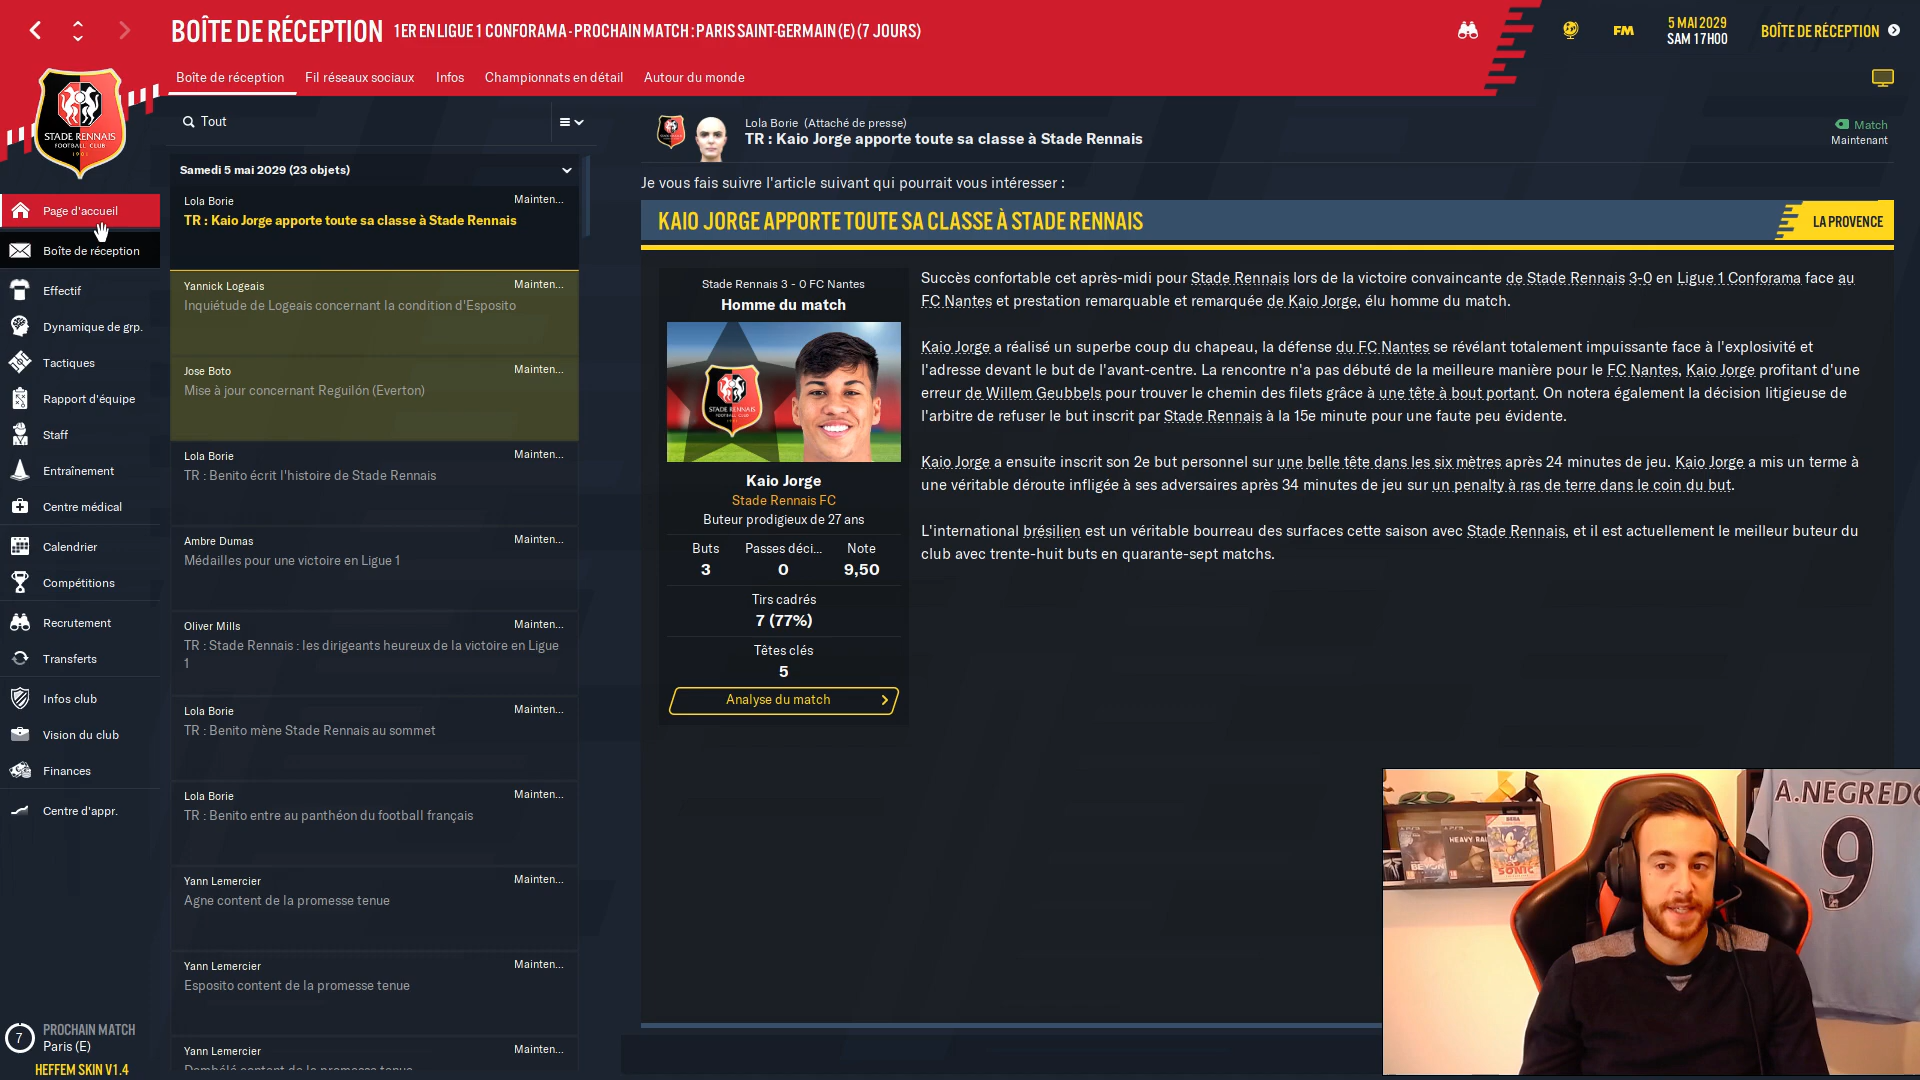 BOÎTE DE RÉCEPTION
1ER EN LIGUE 1 CONFORAMA - PROCHAIN MATCH : PARIS SAINT-GERMAIN (E) (7 JOURS)
FM
5 MAI 2029
SAM 17H00
BOÎTE DE RÉCEPTION
Boîte de réception
Fil réseaux sociaux
Infos
Championnats en détail
Autour du monde
STADE RENNAIS
FOOTBALL CLUB
1901
Page d'accueil
Boîte de réception
Effectif
Dynamique de grp.
Tactiques
Rapport d'équipe
Staff
Entraînement
Centre médical
Calendrier
Compétitions
Recrutement
Transferts
Infos club
Vision du club
Finances
Centre d'appr.
7
PROCHAIN MATCH
Paris (E)
HEFFEM SKIN V1.4
Tout
Samedi 5 mai 2029 (23 objets)
Lola Borie
Mainten...
TR : Kaio Jorge apporte toute sa classe à Stade Rennais
Yannick Logeais
Mainten...
Inquiétude de Logeais concernant la condition d'Esposito
Jose Boto
Mainten...
Mise à jour concernant Reguilón (Everton)
Lola Borie
Mainten...
TR : Benito écrit l'histoire de Stade Rennais
Ambre Dumas
Mainten...
Médailles pour une victoire en Ligue 1
Oliver Mills
Mainten...
TR : Stade Rennais : les dirigeants heureux de la victoire en Ligue
1
Lola Borie
Mainten...
TR : Benito mène Stade Rennais au sommet
Lola Borie
Mainten...
TR : Benito entre au panthéon du football français
Yann Lemercier
Mainten...
Agne content de la promesse tenue
Yann Lemercier
Mainten...
Esposito content de la promesse tenue
Yann Lemercier
Mainten...
Dembélé content de la promesse tenue
Lola Borie (Attaché de presse)
TR : Kaio Jorge apporte toute sa classe à Stade Rennais
Match
Maintenant
Je vous fais suivre l'article suivant qui pourrait vous intéresser :
KAIO JORGE APPORTE TOUTE SA CLASSE À STADE RENNAIS
LA PROVENCE
Stade Rennais 3 - 0 FC Nantes
Homme du match
STADE RENNAIS
Kaio Jorge
Stade Rennais FC
Buteur prodigieux de 27 ans
Buts
Passes déci...
Note
3
0
9,50
Tirs cadrés
7 (77%)
Têtes clés
5
Analyse du match
Succès confortable cet après-midi pour Stade Rennais lors de la victoire convaincante de Stade Rennais 3-0 en Ligue 1 Conforama face au
FC Nantes et prestation remarquable et remarquée de Kaio Jorge, élu homme du match.
Kaio Jorge a réalisé un superbe coup du chapeau, la défense du FC Nantes se révélant totalement impuissante face à l'explosivité et
l'adresse devant le but de l'avant-centre. La rencontre n'a pas débuté de la meilleure manière pour le FC Nantes, Kaio Jorge profitant d'une
erreur de Willem Geubbels pour trouver le chemin des filets grâce à une tête à bout portant. On notera également la décision litigieuse de
l'arbitre de refuser le but inscrit par Stade Rennais à la 15e minute pour une faute peu évidente.
Kaio Jorge a ensuite inscrit son 2e but personnel sur une belle tête dans les six mètres après 24 minutes de jeu. Kaio Jorge a mis un terme à
une véritable déroute infligée à ses adversaires après 34 minutes de jeu sur un penalty à ras de terre dans le coin du but.
L'international brésilien est un véritable bourreau des surfaces cette saison avec Stade Rennais, et il est actuellement le meilleur buteur du
club avec trente-huit buts en quarante-sept matchs.
A.NEGREDO
9
BEYOND
HEAVY RAIN
SEGA
SONIC